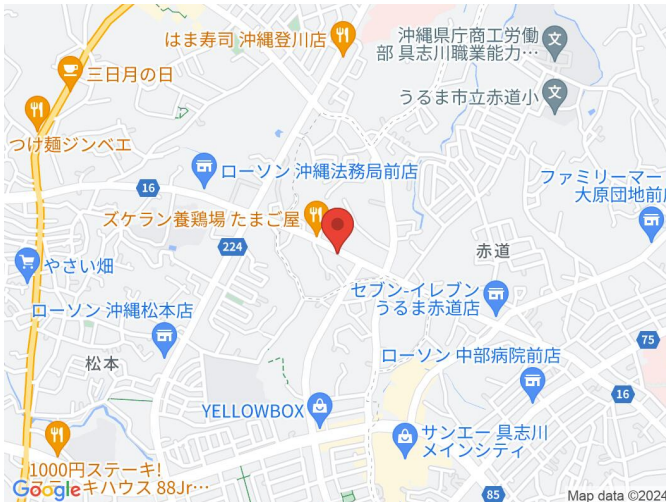 はま寿司 沖縄登川店
沖縄県庁商工労働
部 具志川職業能力…
三日月の日
うるま市立赤道小
つけ麺ジンベエ
ローソン 沖縄法務局前店
ファミリーマー
大原団地前店
16
ズケラン養鶏場 たまご屋
224
赤道
やさい畑
セブン-イレブン
うるま赤道店
ローソン 沖縄松本店
75
松本
ローソン 中部病院前店
16
YELLOWBOX
サンエー 具志川
メインシティ
1000円ステーキ!
ステーキハウス 88Jr…
Google
85
Map data ©2024